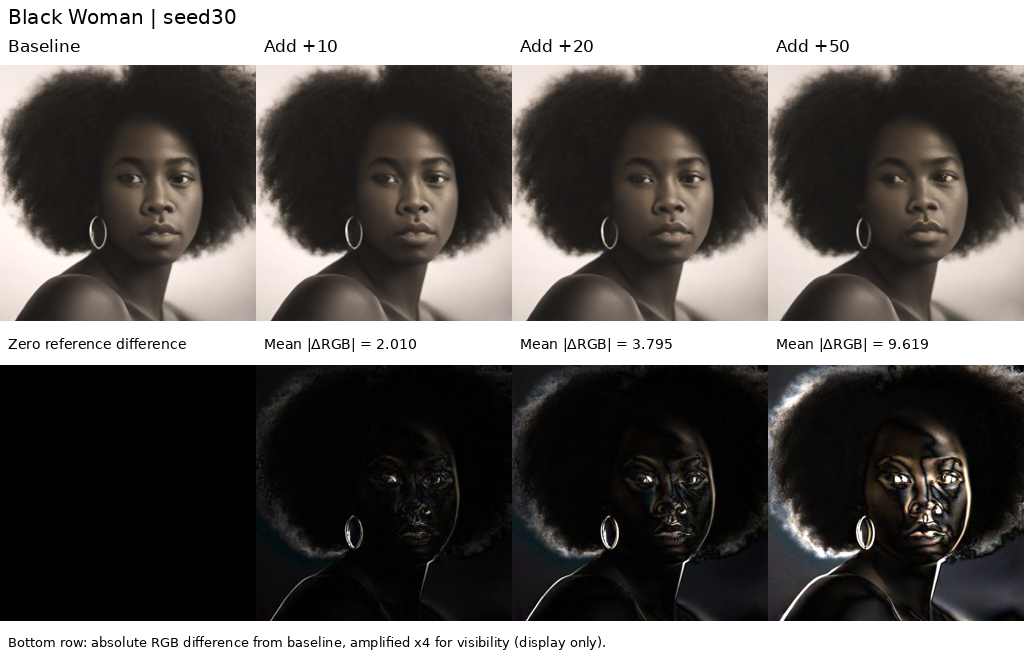 Black Woman | seed30
Baseline
Add +10
Add +20
Add +50
Zero reference difference
Mean |ΔRGB| = 2.010
Mean |ΔRGB| = 3.795
Mean |ΔRGB| = 9.619
Bottom row: absolute RGB difference from baseline, amplified x4 for visibility (display only).